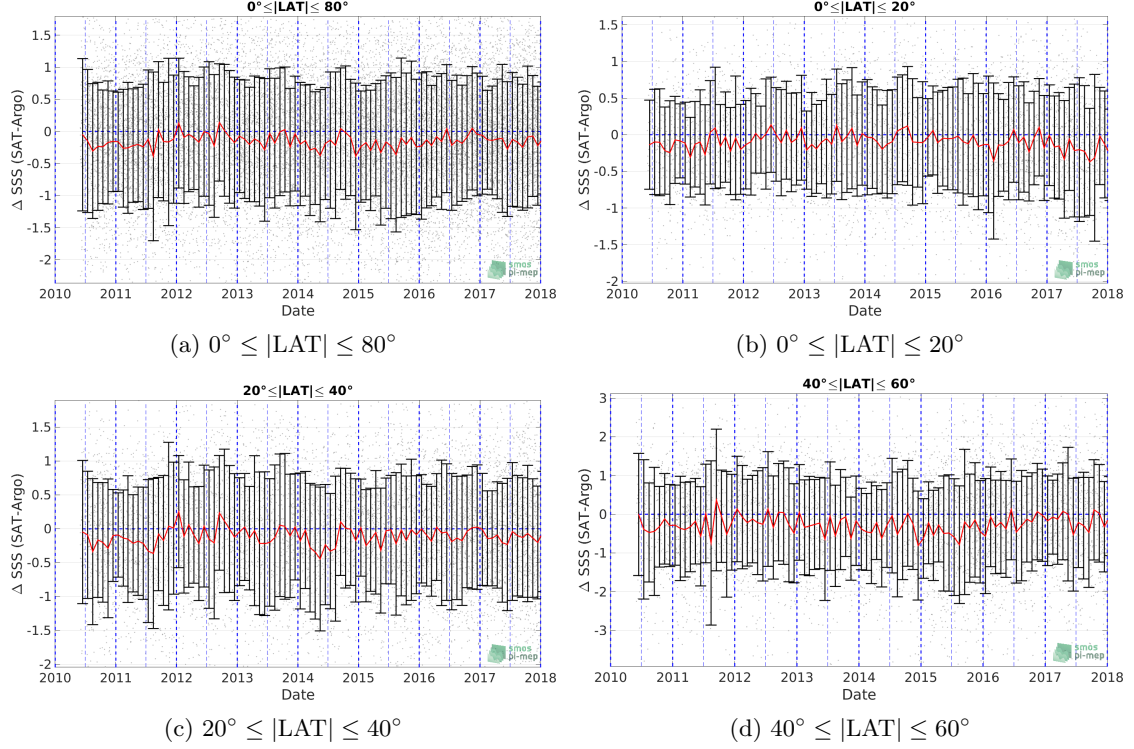 0°≤|LAT|≤ 80°
Δ SSS (SAT-Argo)
1.5
1
0.5
0
-0.5
-1
-1.5
-2
smos
pi-mep
2010 2011 2012 2013 2014 2015 2016 2017 2018
Date
(a) 0° ≤ |LAT| ≤ 80°
0°≤|LAT|≤ 20°
Δ SSS (SAT-Argo)
1.5
1
0.5
0
-0.5
-1
-1.5
-2
smos
pi-mep
2010 2011 2012 2013 2014 2015 2016 2017 2018
Date
(b) 0° ≤ |LAT| ≤ 20°
20°≤|LAT|≤ 40°
Δ SSS (SAT-Argo)
1.5
1
0.5
0
-0.5
-1
-1.5
-2
smos
pi-mep
2010 2011 2012 2013 2014 2015 2016 2017 2018
Date
(c) 20° ≤ |LAT| ≤ 40°
40°≤|LAT|≤ 60°
Δ SSS (SAT-Argo)
3
2
1
0
-1
-2
-3
smos
pi-mep
2010 2011 2012 2013 2014 2015 2016 2017 2018
Date
(d) 40° ≤ |LAT| ≤ 60°